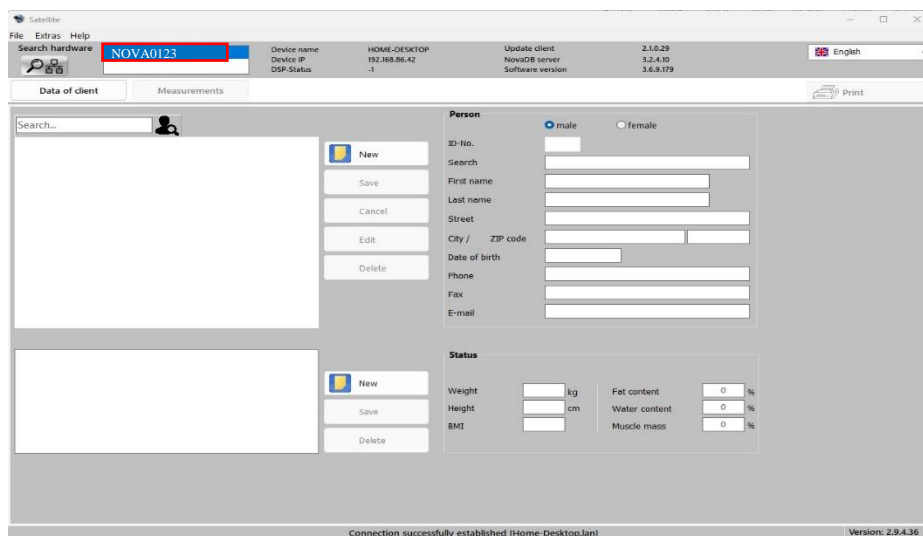 Satellite
File Extras Help
Search hardware
NOVA0123
Device name HOME-DESKTOP
Device IP 192.168.86.42
DSP-Status -1
Update client 2.1.0.29
NovaDB server 3.2.4.10
Software version 3.6.9.179
English
Data of client Measurements Print
Search...
New
Save
Cancel
Edit
Delete
Person
male female
ID-No.
Search
First name
Last name
Street
City / ZIP code
Date of birth
Phone
Fax
E-mail
New
Save
Delete
Status
Weight kg Fat content 0 %
Height cm Water content 0 %
BMI Muscle mass 0 %
Connection successfully established [Home-Desktop.lan] Version: 2.9.4.36